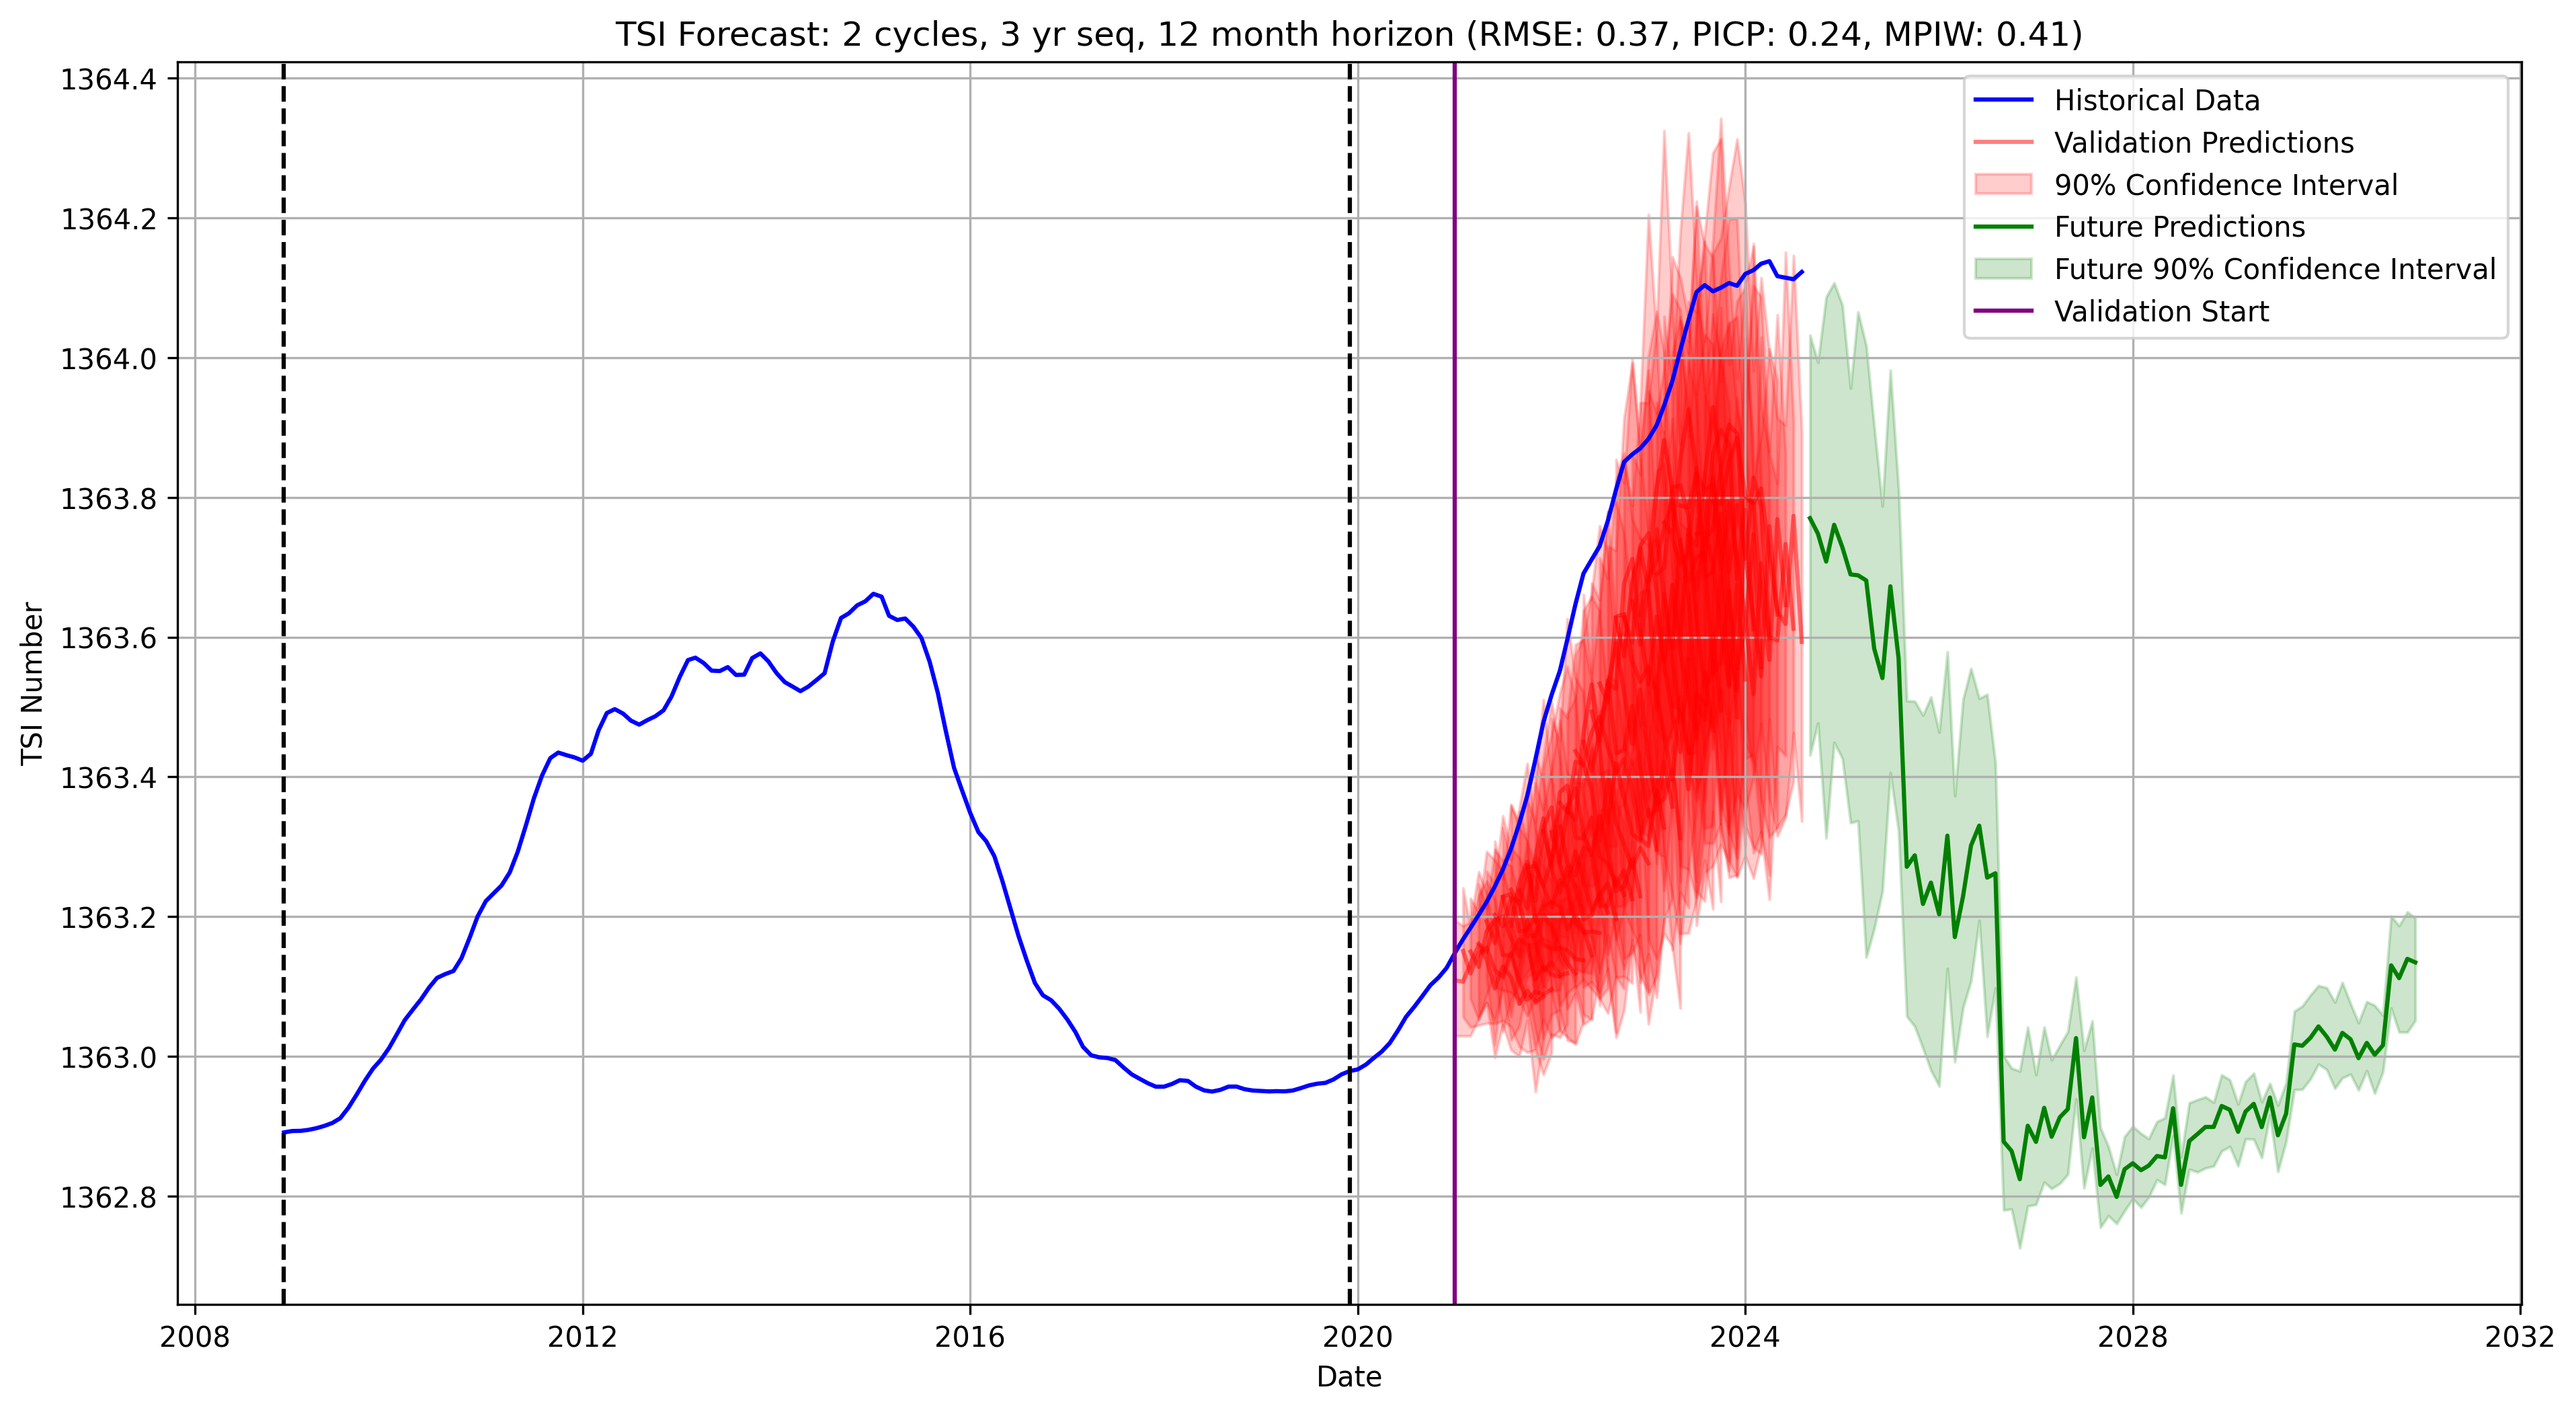 TSI Forecast: 2 cycles, 3 yr seq, 12 month horizon (RMSE: 0.37, PICP: 0.24, MPIW: 0.41)
1364.4
1364.2
1364.0
1363.8
1363.6
1363.4
1363.2
1363.0
1362.8
TSI Number
Historical Data
Validation Predictions
90% Confidence Interval
Future Predictions
Future 90% Confidence Interval
Validation Start
2008
2012
2016
2020
2024
2028
2032
Date